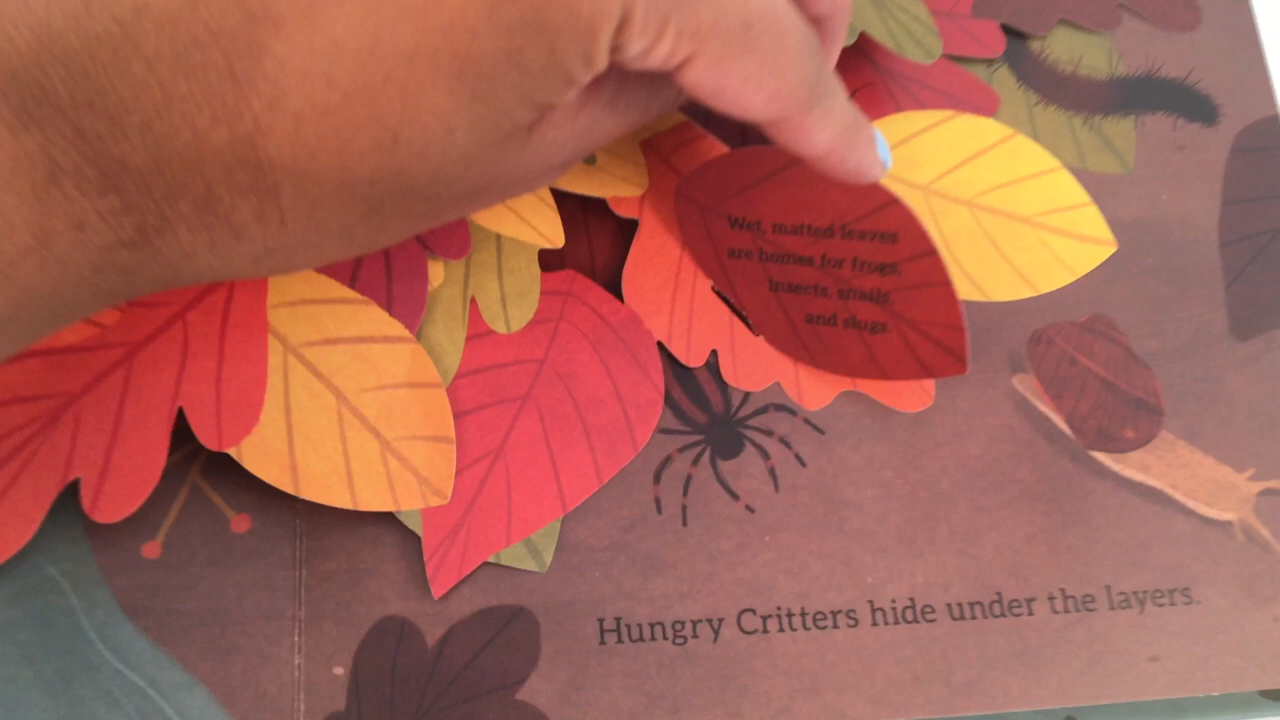 Wet, matted leaves
are homes for frogs,
insects, snails,
and slugs.
Hungry Critters hide under the layers.